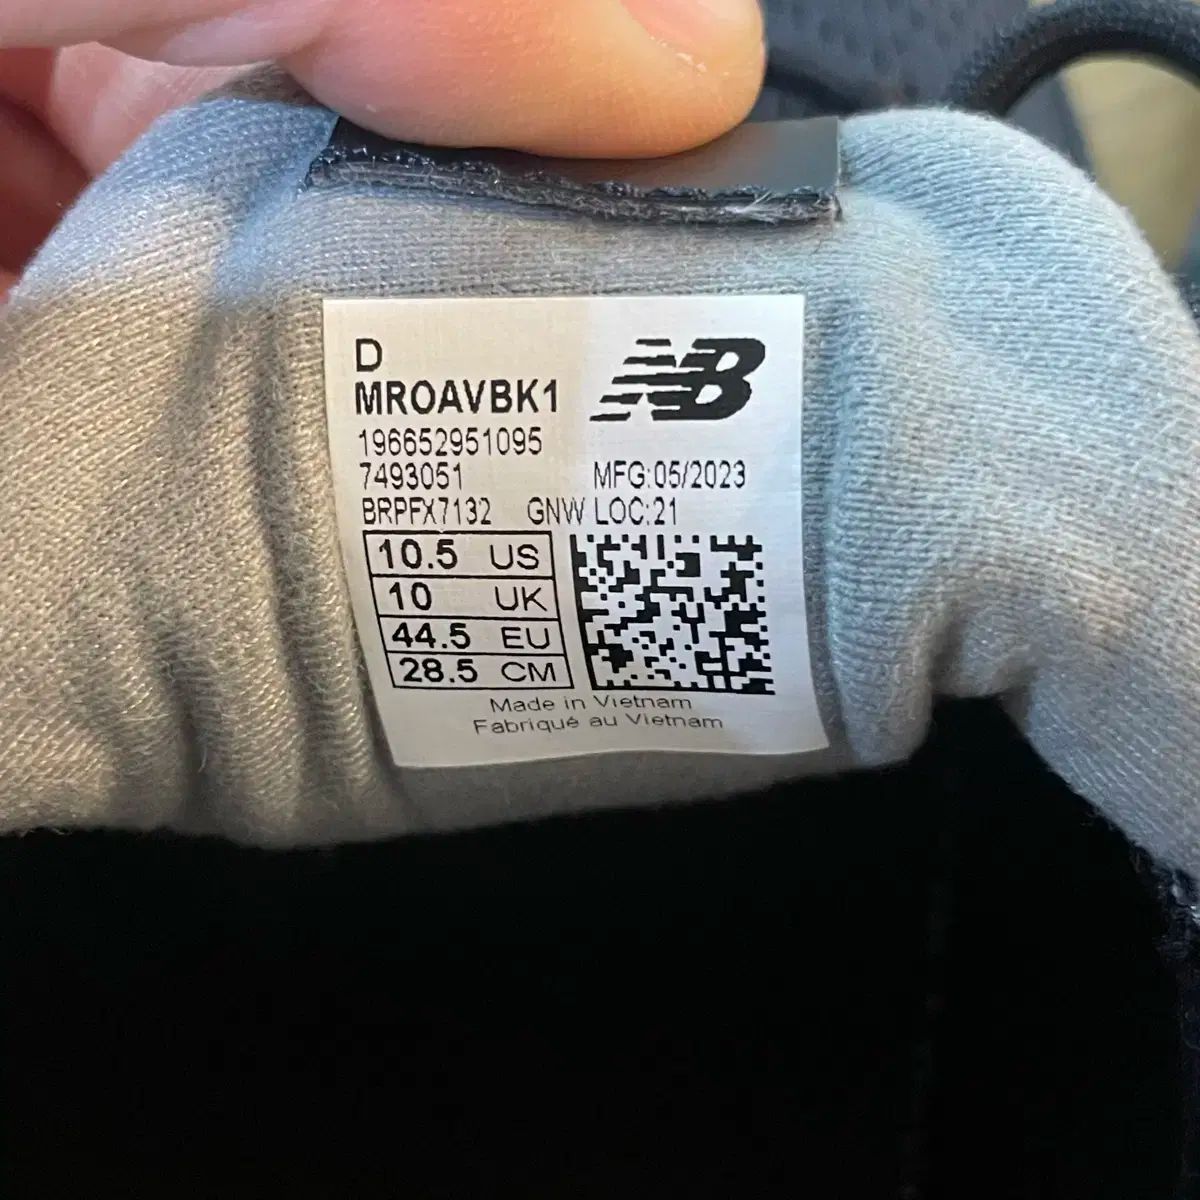 D
MROAVBK1
NB
196652951095
7493051 MFG:05/2023
BRPFX7132 GNW LOC:21
10.5 US
10 UK
44.5 EU
28.5 CM
Made in Vietnam
Fabriqué au Vietnam